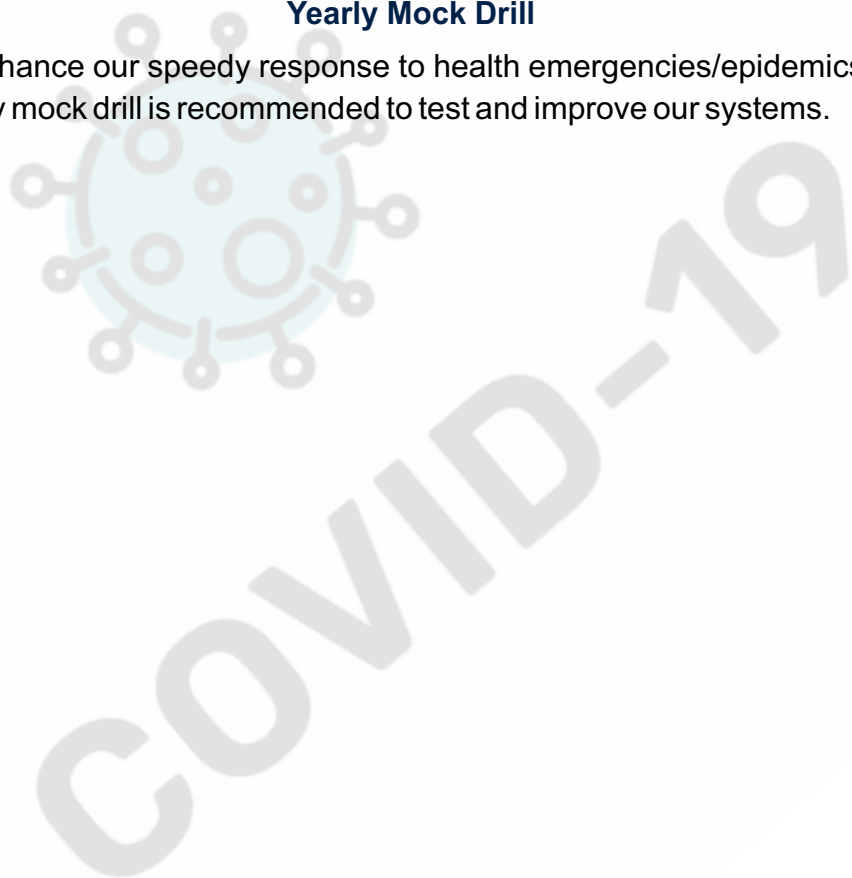 Yearly Mock Drill
hance our speedy response to health emergencies/epidemics
y mock drill is recommended to test and improve our systems.
COVID-19